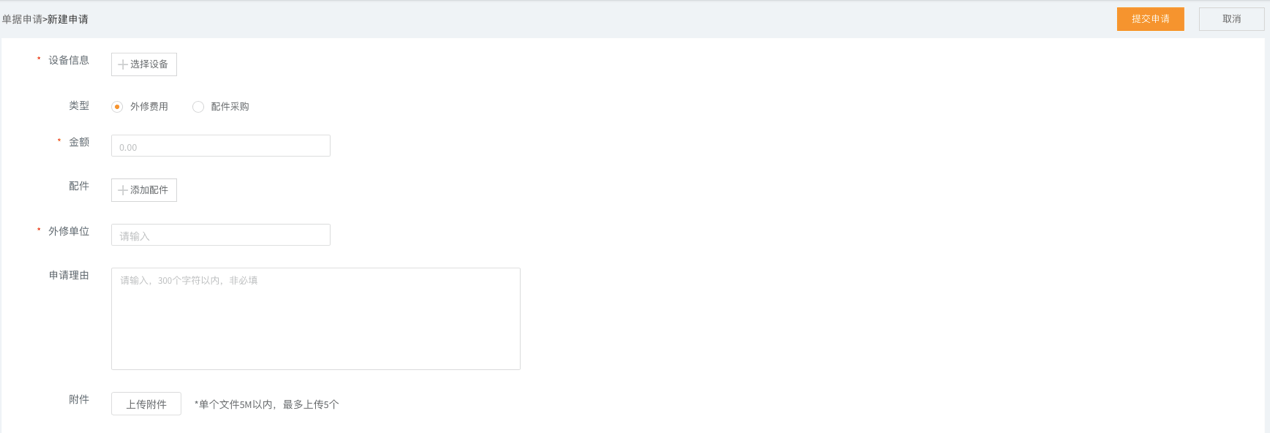 单据申请>新建申请
提交申请
取消
* 设备信息
选择设备
类型
外修费用
配件采购
* 金额
0.00
配件
添加配件
* 外修单位
请输入
申请理由
请输入，300个字符以内，非必填
附件
上传附件
*单个文件5M以内，最多上传5个